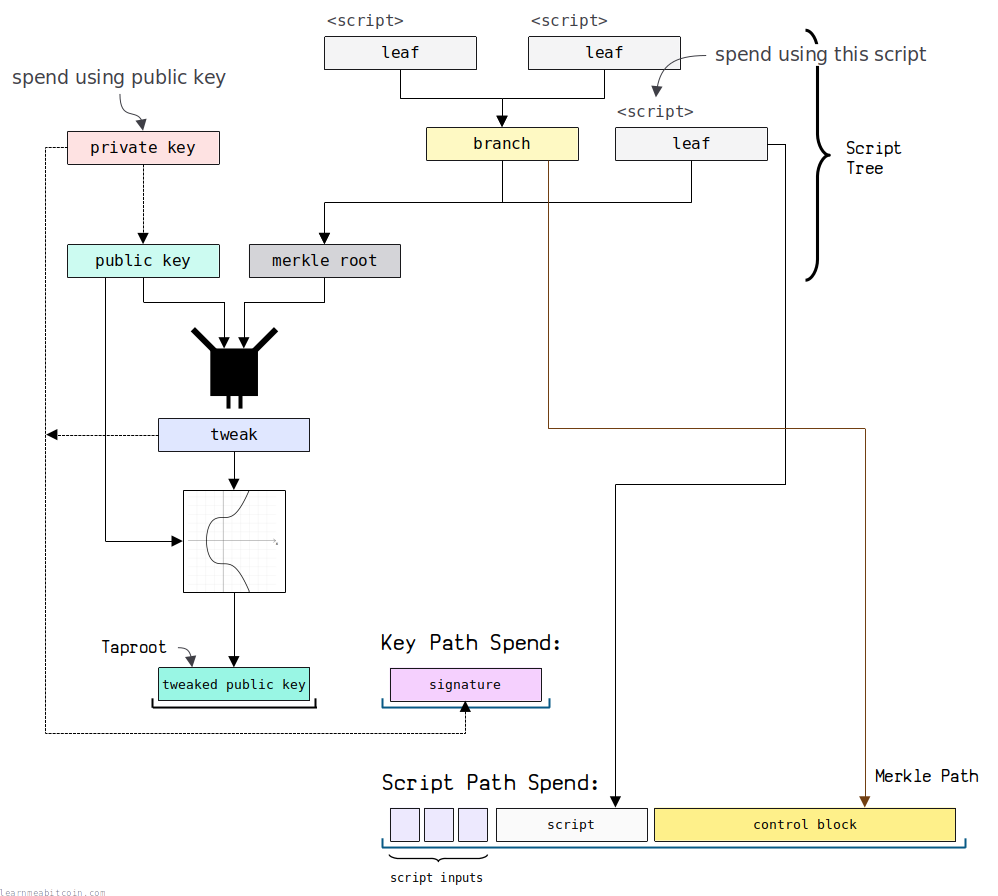 <script>
<script>
leaf
leaf
spend using this script
spend using public key
<script>
private key
branch
leaf
Script
Tree
public key
merkle root
tweak
Taproot
tweaked public key
Key Path Spend:
signature
Script Path Spend:
Merkle Path
script
control block
script inputs
learnmeabitcoin.com